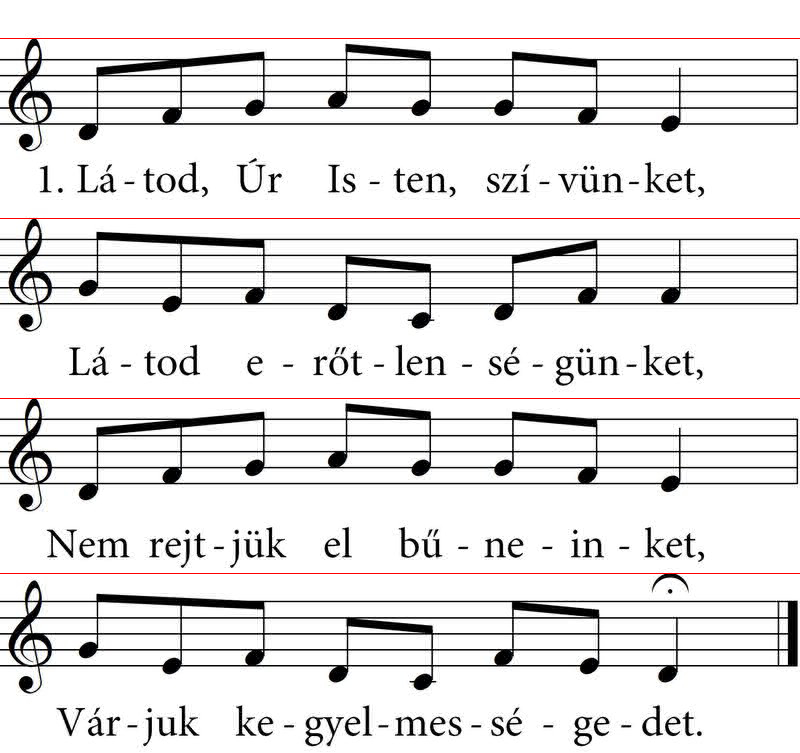 1. Lá - tod, Úr Is - ten, szí - vün - ket,
Lá - tod e - rőt - len - sé - gün - ket,
Nem rejt - jük el bű - ne - in - ket,
Vár - juk ke - gyel - mes - sé - ge - det.